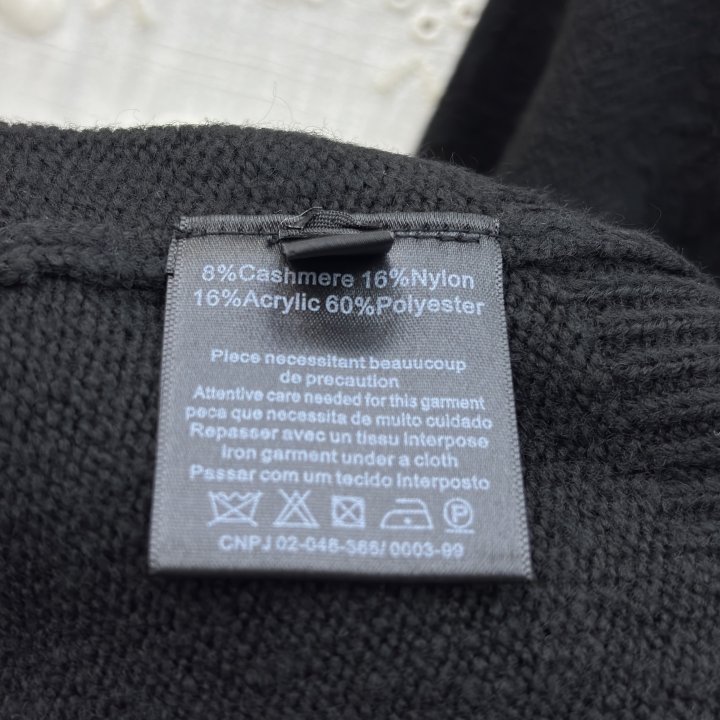 8%Cashmere 16%Nylon
16%Acrylic 60%Polyester
Piece necessitant beauucoup
de precaution
Attentive care needed for this garment
peca que necessita de muito cuidado
Repasser avec un tissu interpose
iron garment under a cloth
Passar com um tecido interposto
P
CNPJ 02-046-365/0003-99